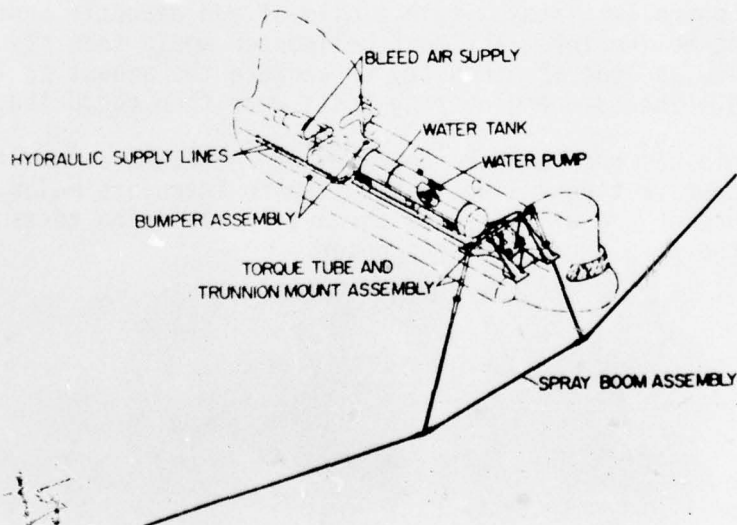 BLEED AIR SUPPLY
WATER TANK
WATER PUMP
HYDRAULIC SUPPLY LINES
BUMPER ASSEMBLY
TORQUE TUBE AND
TRUNNION MOUNT ASSEMBLY
SPRAY BOOM ASSEMBLY